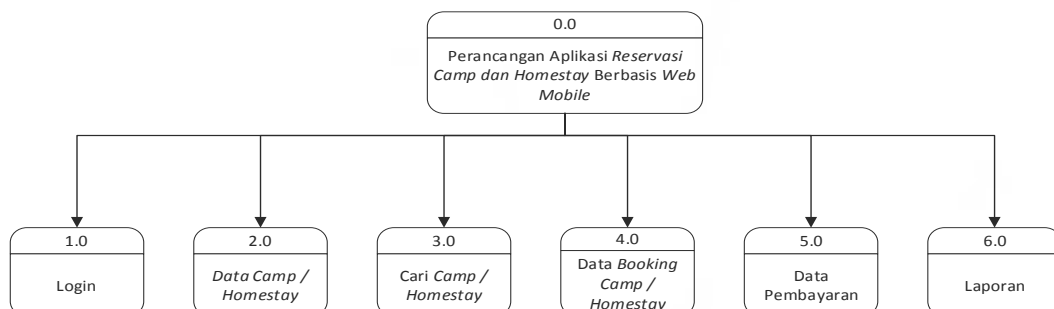 0.0
Perancangan Aplikasi Reservasi
Camp dan Homestay Berbasis Web
Mobile
1.0
Login
2.0
Data Camp /
Homestay
3.0
Cari Camp /
Homestay
4.0
Data Booking
Camp /
Homestay
5.0
Data
Pembayaran
6.0
Laporan